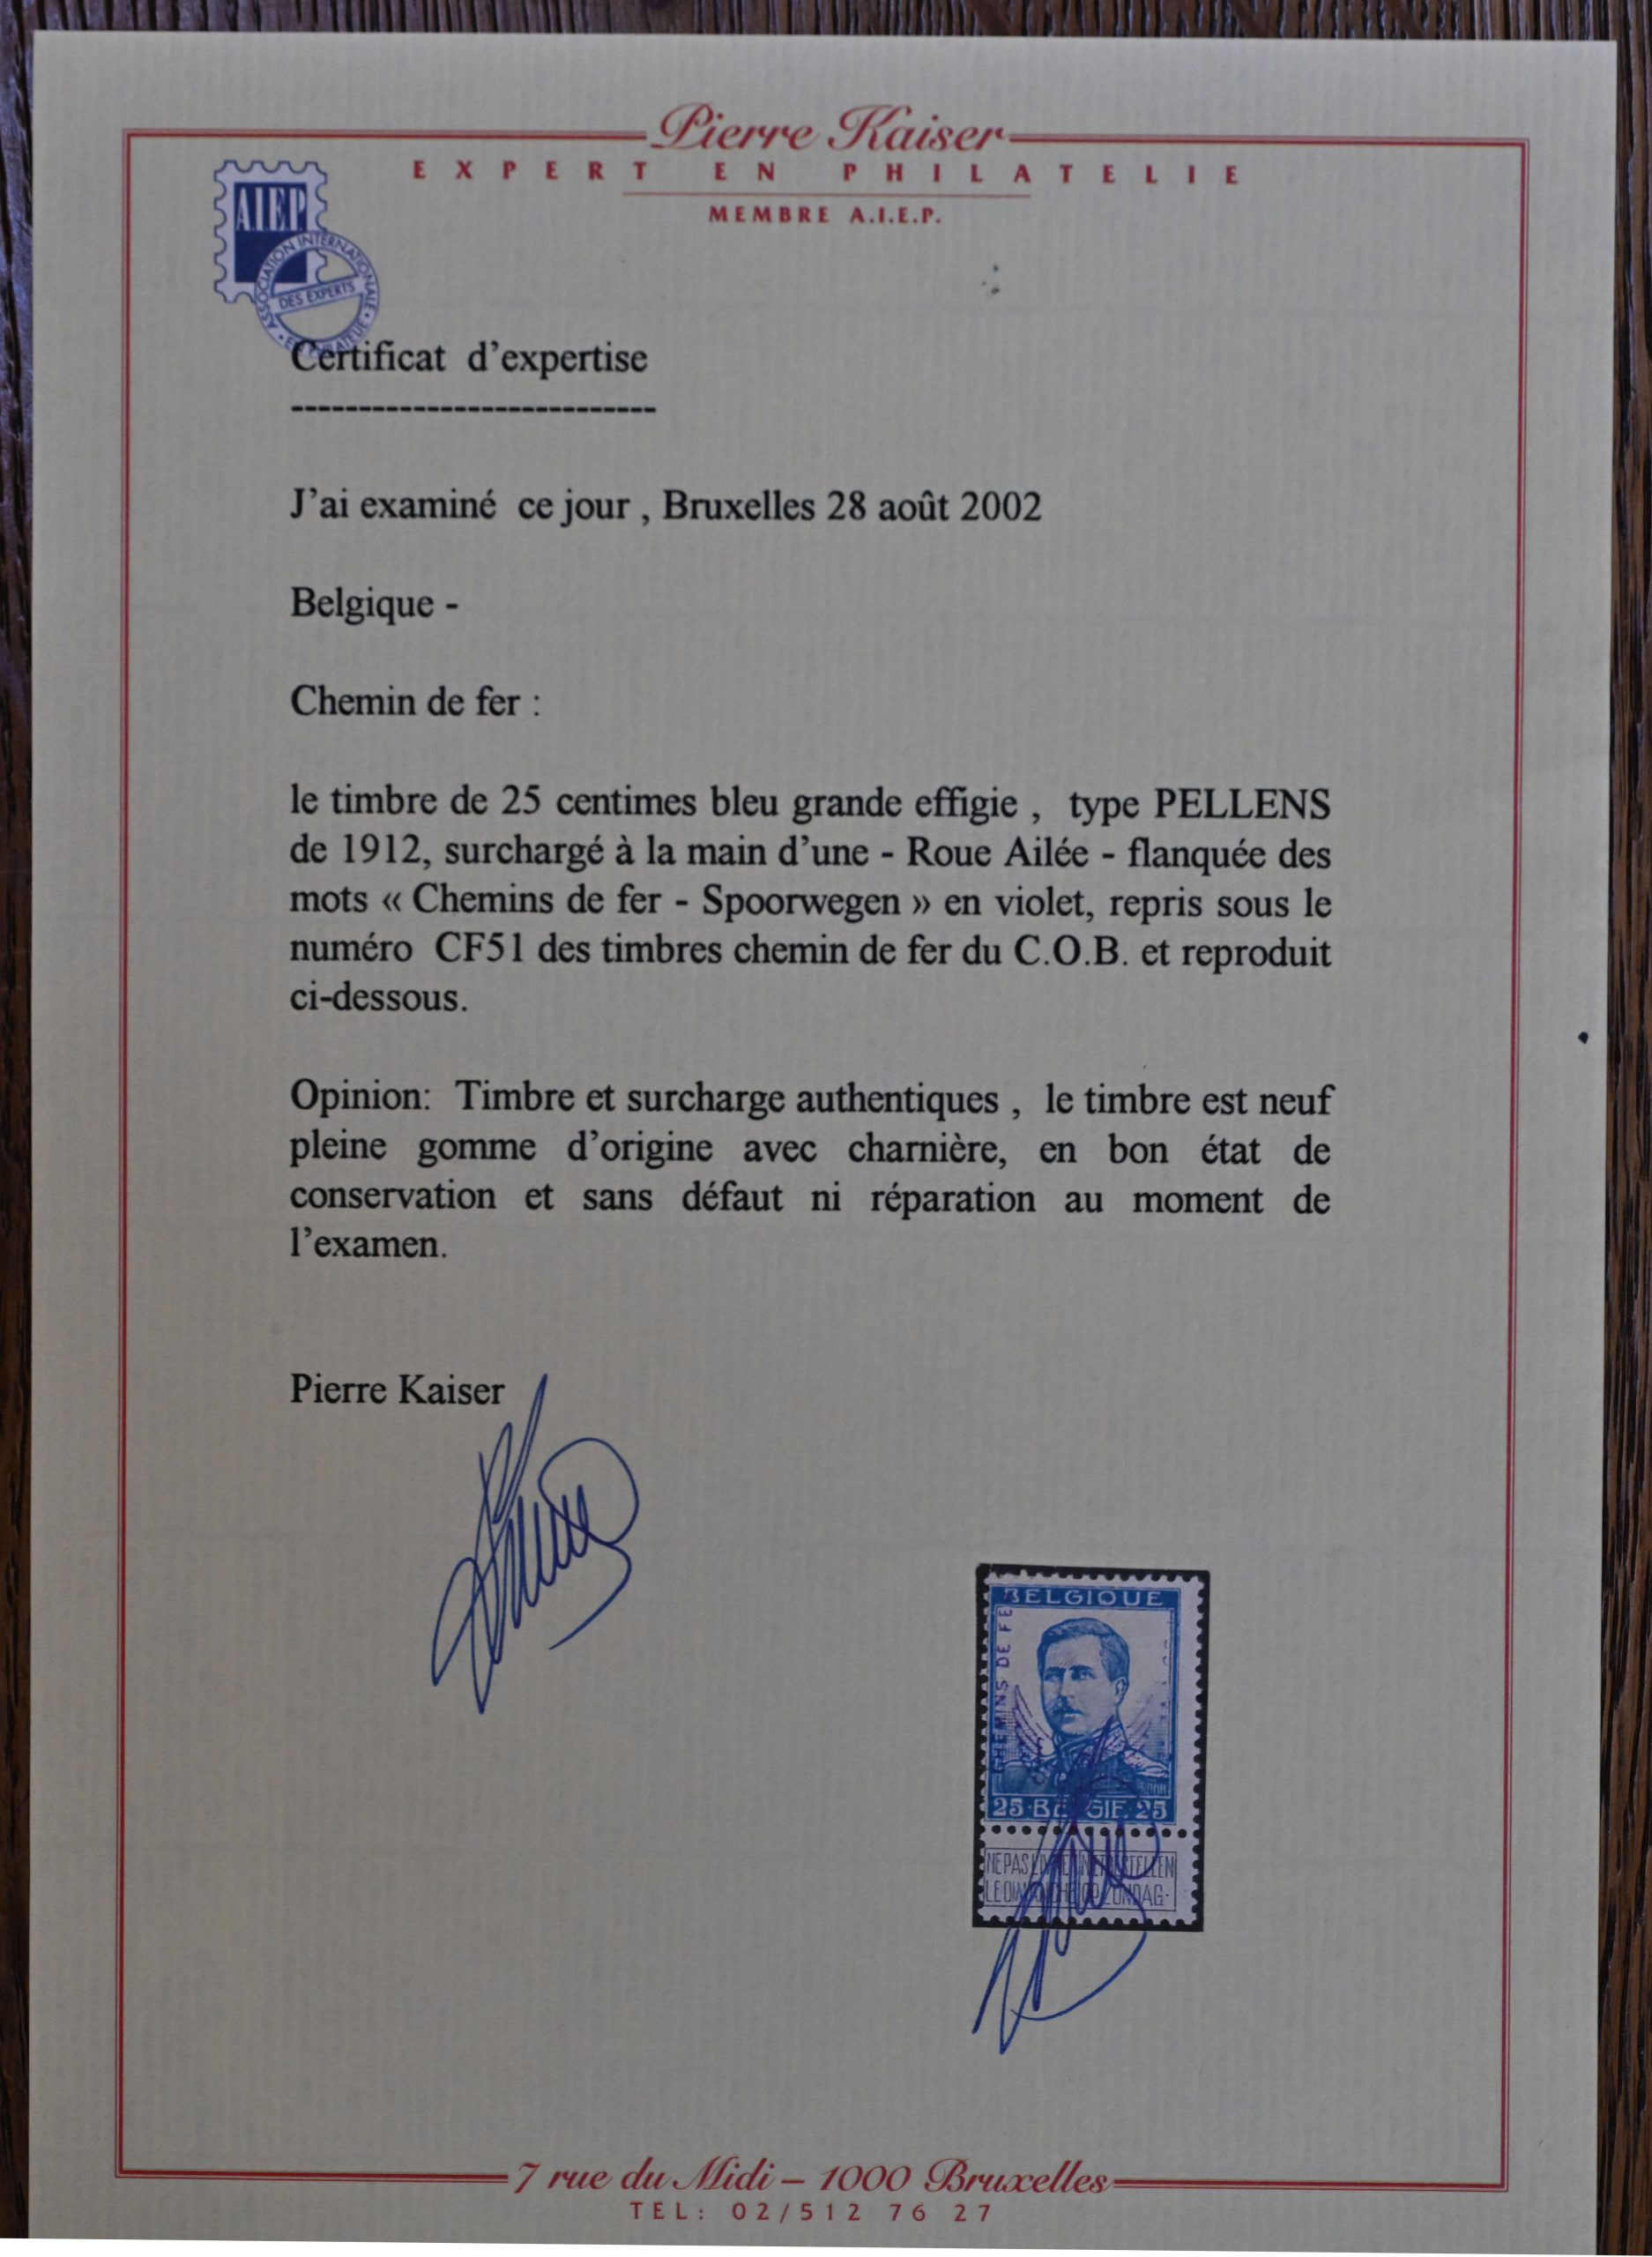 Pierre Kaiser
EXPERT EN PHILATELIE
MEMBRE A.I.E.P.
AIEP
ASSOCIATION INTERNATIONALE
DES EXPERTS
Certificat d’expertise
---------------------------
J’ai examiné ce jour , Bruxelles 28 août 2002
Belgique -
Chemin de fer :
le timbre de 25 centimes bleu grande effigie , type PELLENS
de 1912, surchargé à la main d’une - Roue Ailée - flanquée des
mots « Chemins de fer - Spoorwegen » en violet, repris sous le
numéro CF51 des timbres chemin de fer du C.O.B. et reproduit
ci-dessous.
Opinion: Timbre et surcharge authentiques , le timbre est neuf
pleine gomme d’origine avec charnière, en bon état de
conservation et sans défaut ni réparation au moment de
l’examen.
Pierre Kaiser
BELGIQUE
CHEMINS DE FE
25 BE GIE 25
NE PAS
OP ZONDAG
7 rue du Midi – 1000 Bruxelles
TEL: 02/512 76 27